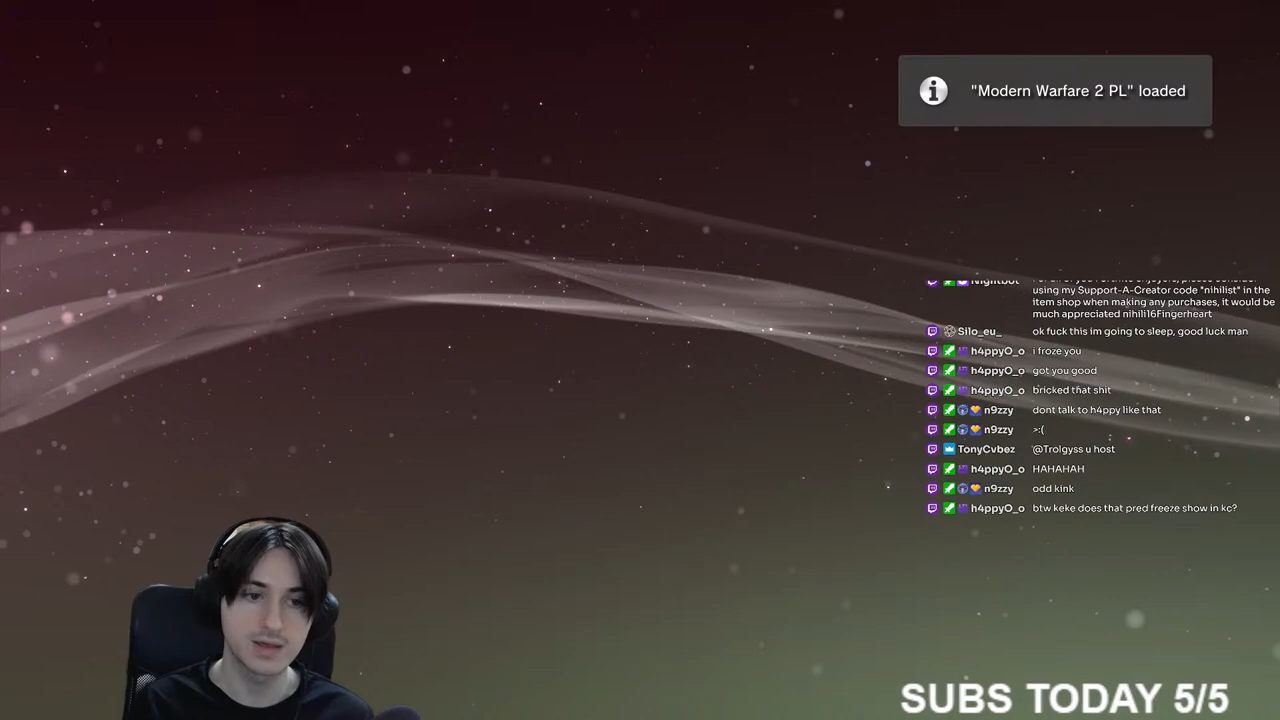 "Modern Warfare 2 PL" loaded
Nightbot
using my Support-A-Creator code "nihilist" in the
item shop when making any purchases, it would be
much appreciated nihili16Fingerheart
Silo_eu_ ok fuck this im going to sleep, good luck man
h4ppyO_o i froze you
h4ppyO_o got you good
h4ppyO_o bricked that shit
n9zzy dont talk to h4ppy like that
n9zzy >:(
TonyCvbez @Trolgyss u host
h4ppyO_o HAHAHAH
n9zzy odd kink
h4ppyO_o btw keke does that pred freeze show in kc?
SUBS TODAY 5/5